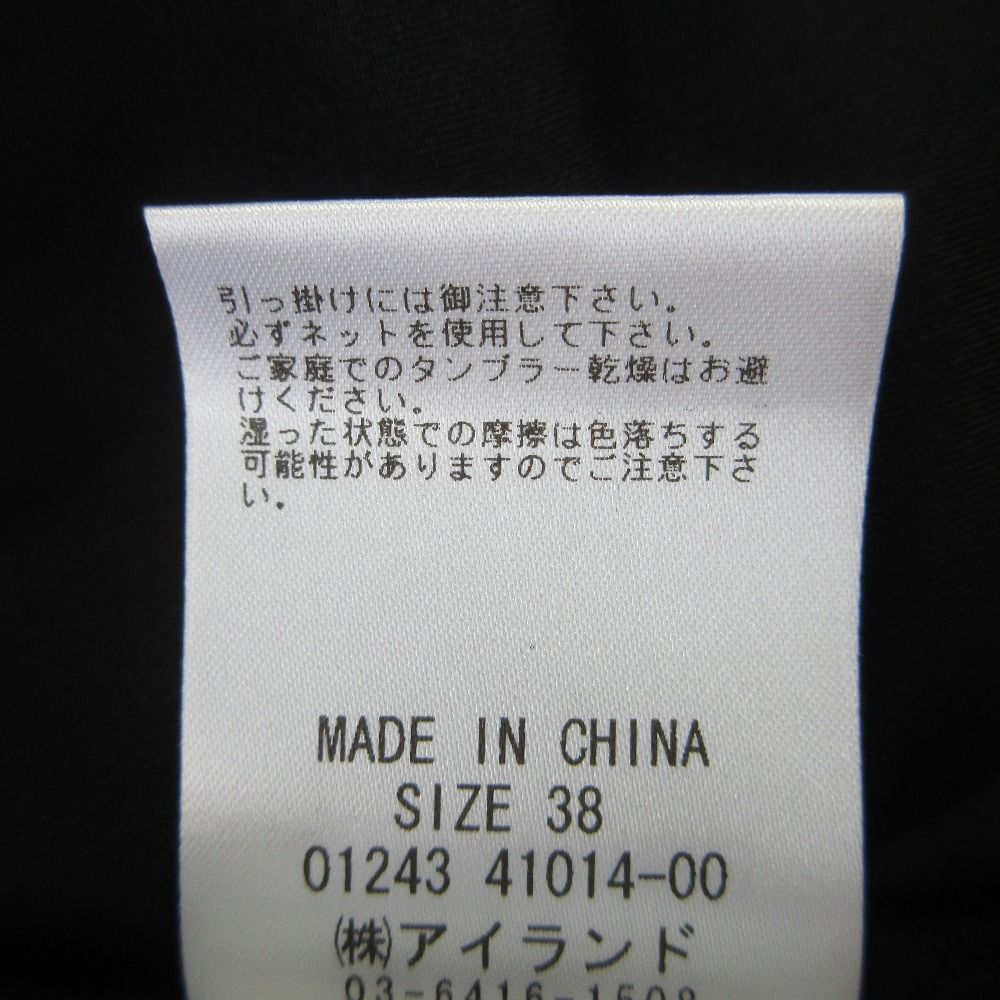 引っ掛けには御注意下さい。
必ずネットを使用して下さい。
ご家庭でのタンブラー乾燥はお避
けください。
湿った状態での摩擦は色落ちする
可能性がありますのでご注意下さ
い。
MADE IN CHINA
SIZE 38
01243 41014-00
(株)アイランド
03-6416-1508